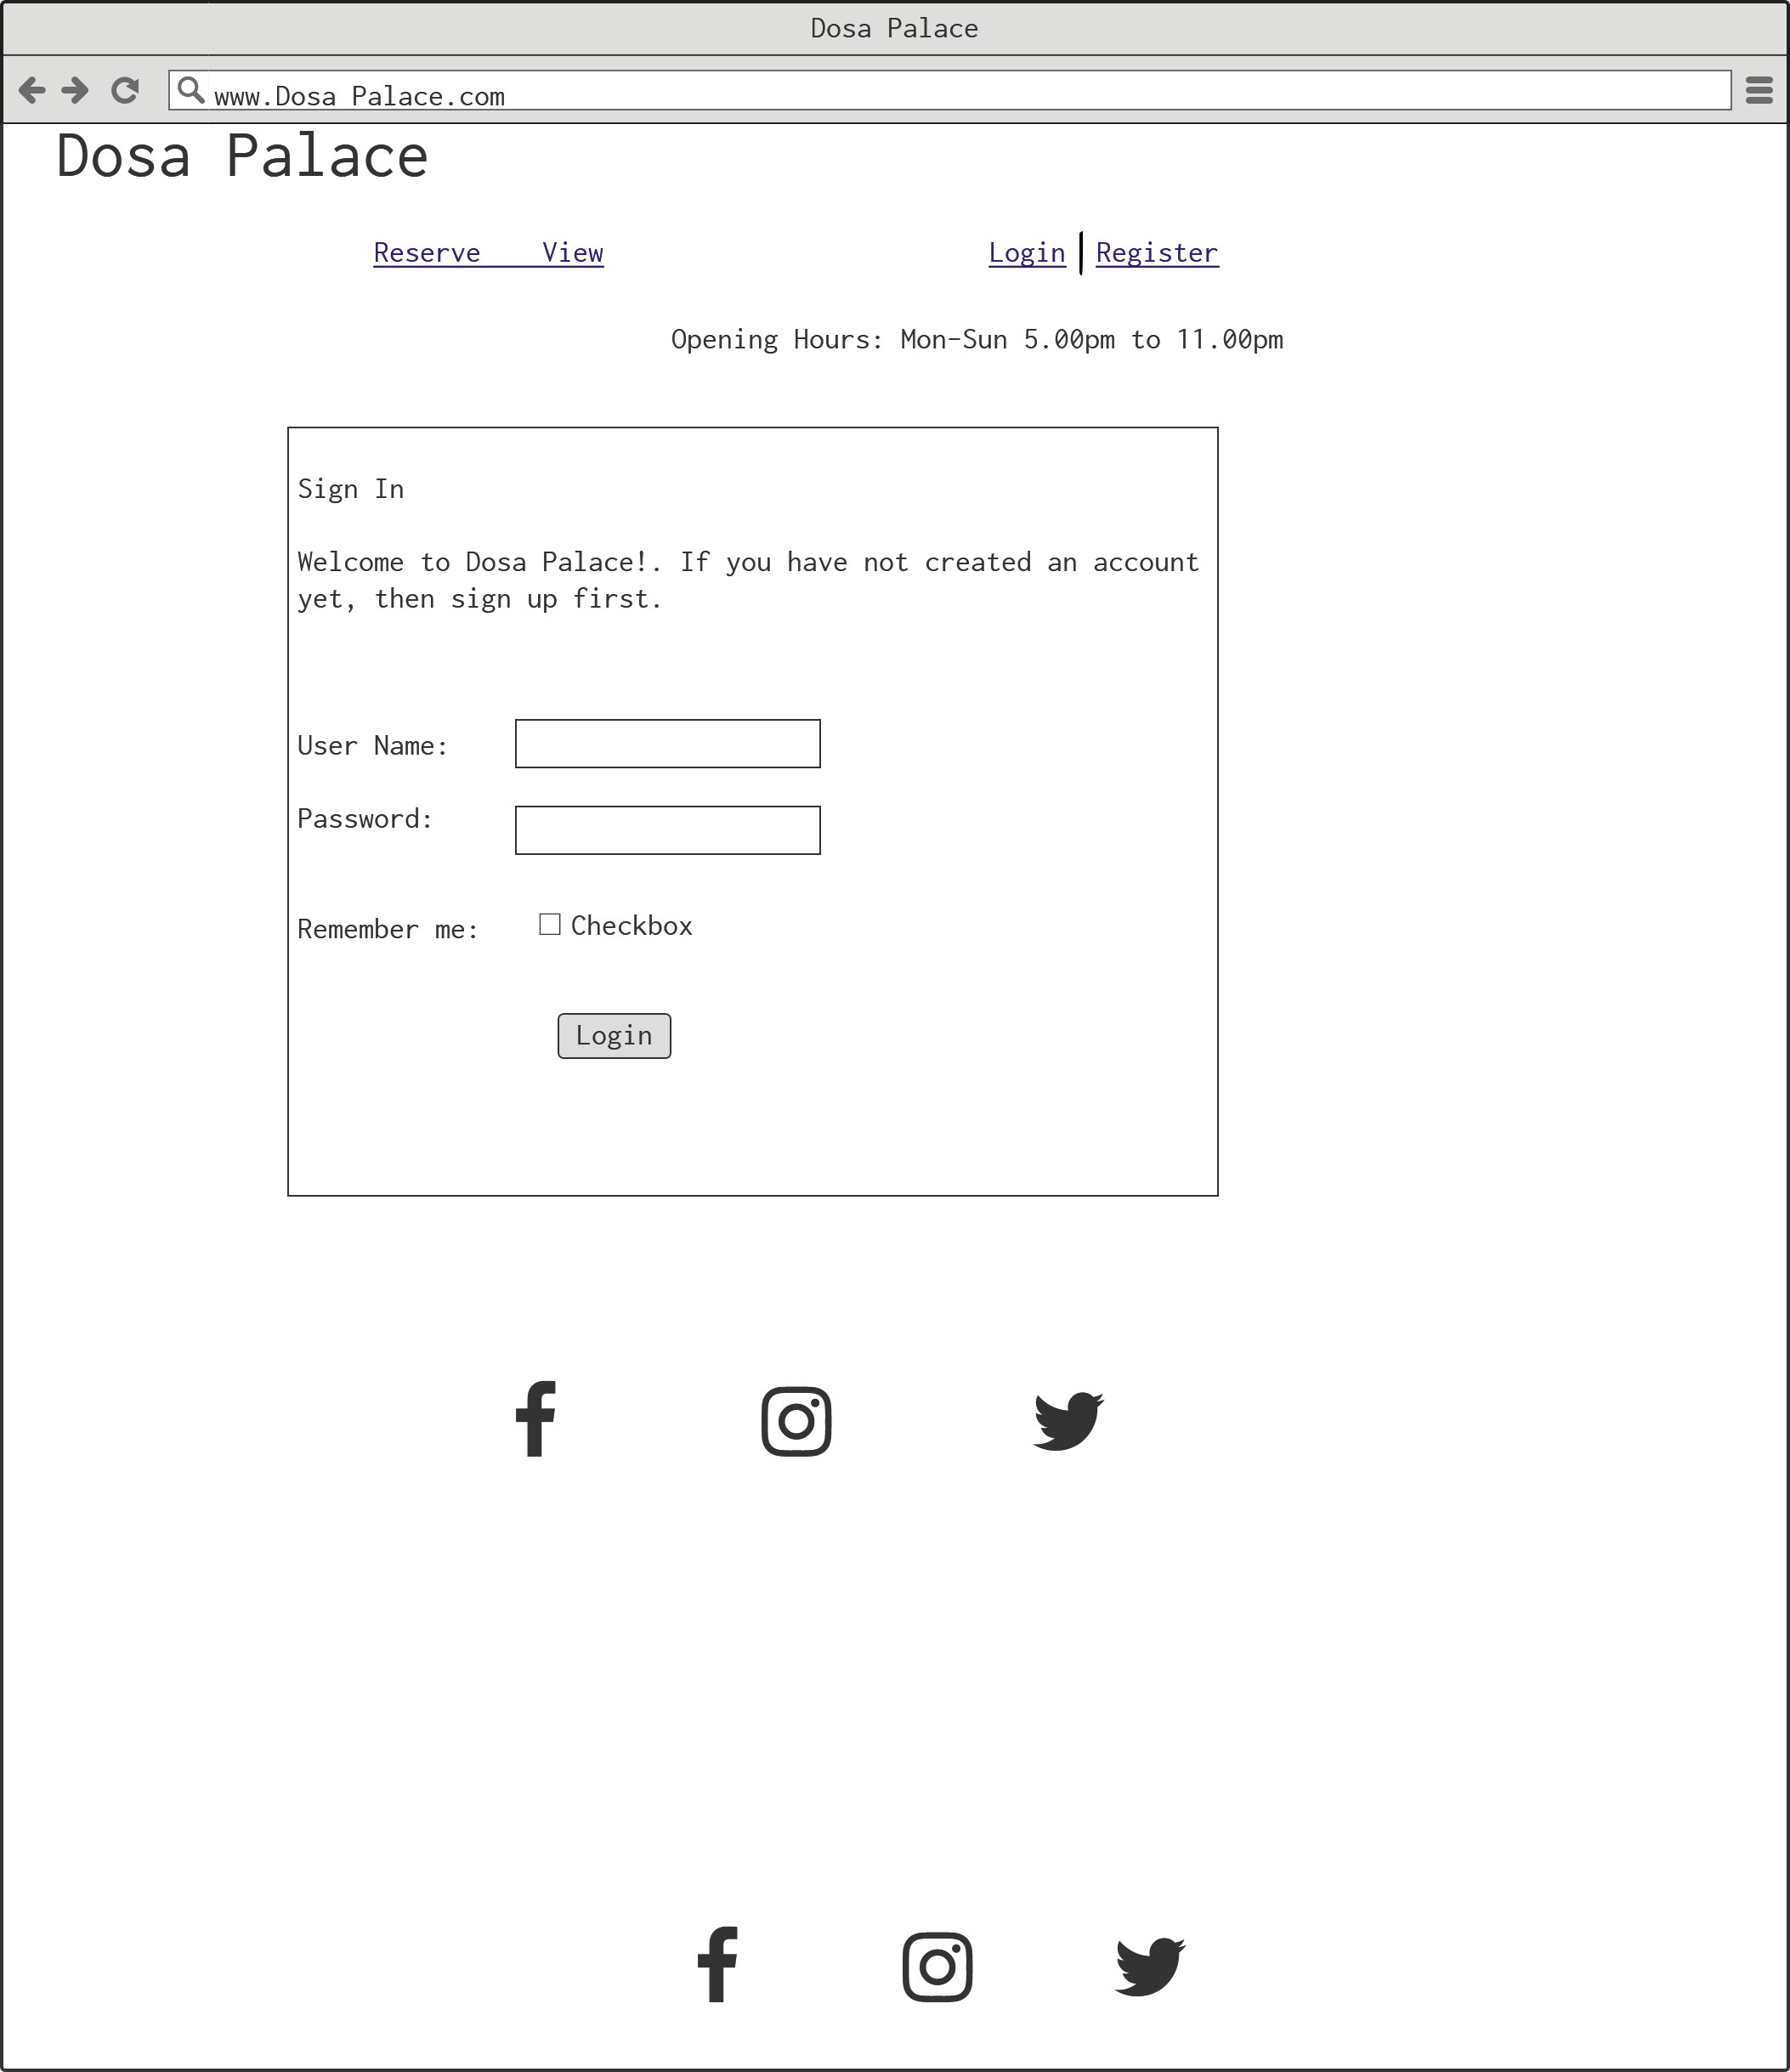 Dosa Palace
www.Dosa Palace.com
Dosa Palace
Reserve    View    Login | Register
Opening Hours: Mon-Sun 5.00pm to 11.00pm
Sign In
Welcome to Dosa Palace!. If you have not created an account
yet, then sign up first.
User Name:
Password:
Remember me: Checkbox
Login